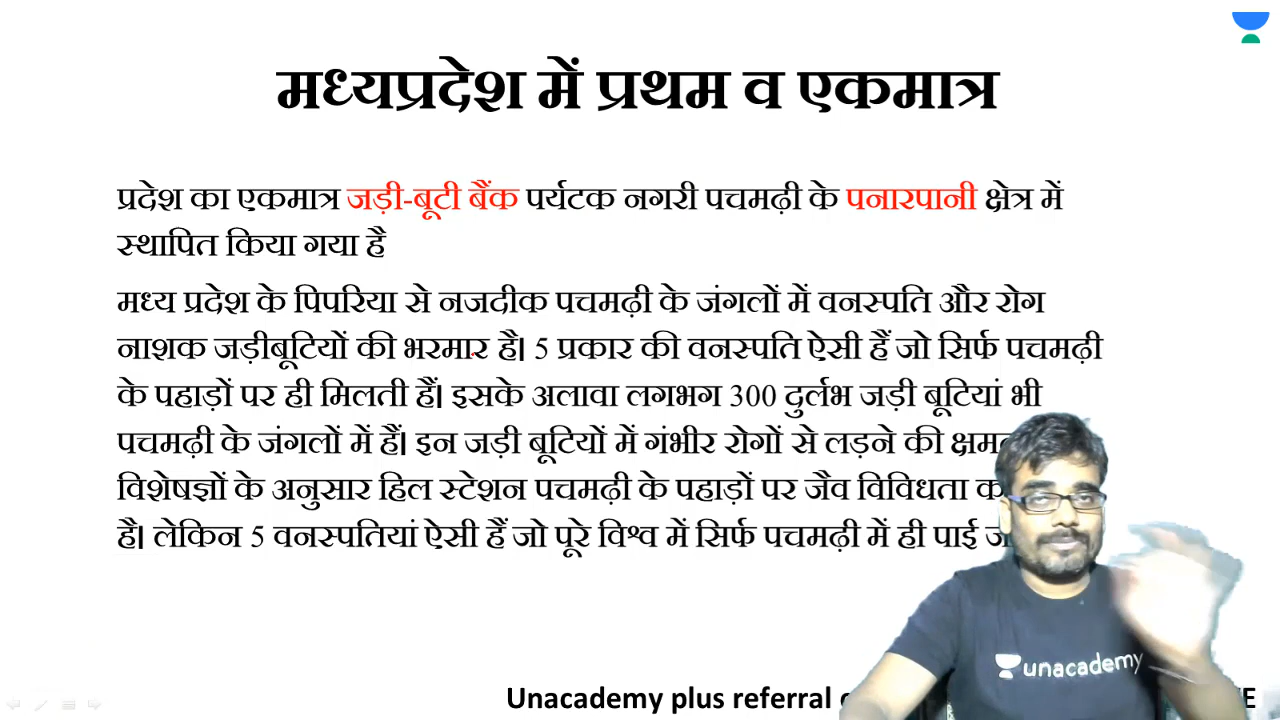 मध्यप्रदेश में प्रथम व एकमात्र
प्रदेश का एकमात्र जड़ी-बूटी बैंक पर्यटक नगरी पचमढ़ी के पनारपानी क्षेत्र में
स्थापित किया गया है
मध्य प्रदेश के पिपरिया से नजदीक पचमढ़ी के जंगलों में वनस्पति और रोग
नाशक जड़ीबूटियों की भरमार है। 5 प्रकार की वनस्पति ऐसी हैं जो सिर्फ पचमढ़ी
के पहाड़ों पर ही मिलती हैं। इसके अलावा लगभग 300 दुर्लभ जड़ी बूटियां भी
पचमढ़ी के जंगलों में हैं। इन जड़ी बूटियों में गंभीर रोगों से लड़ने की
विशेषज्ञों के अनुसार हिल स्टेशन पचमढ़ी के पहाड़ों पर जैव विविधता
है। लेकिन 5 वनस्पतियां ऐसी हैं जो पूरे विश्व में सिर्फ पचमढ़ी में ही पाई
unacademy
Unacademy plus referral